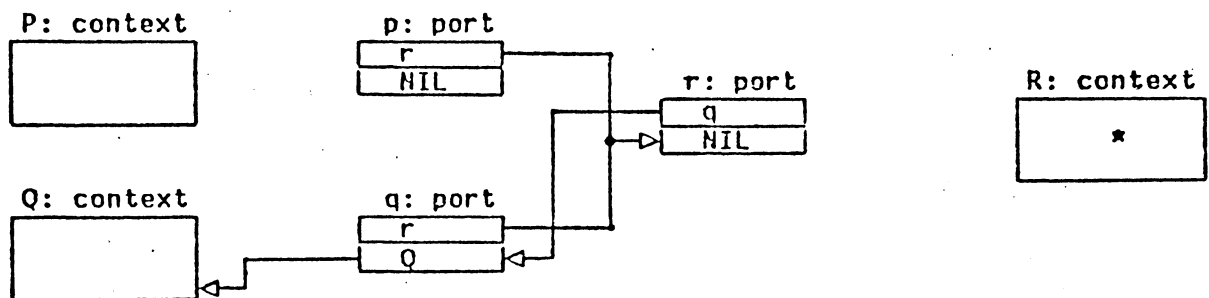 P: context
p: port
r
NIL
r: port
q
NIL
R: context
*
Q: context
q: port
r
Q